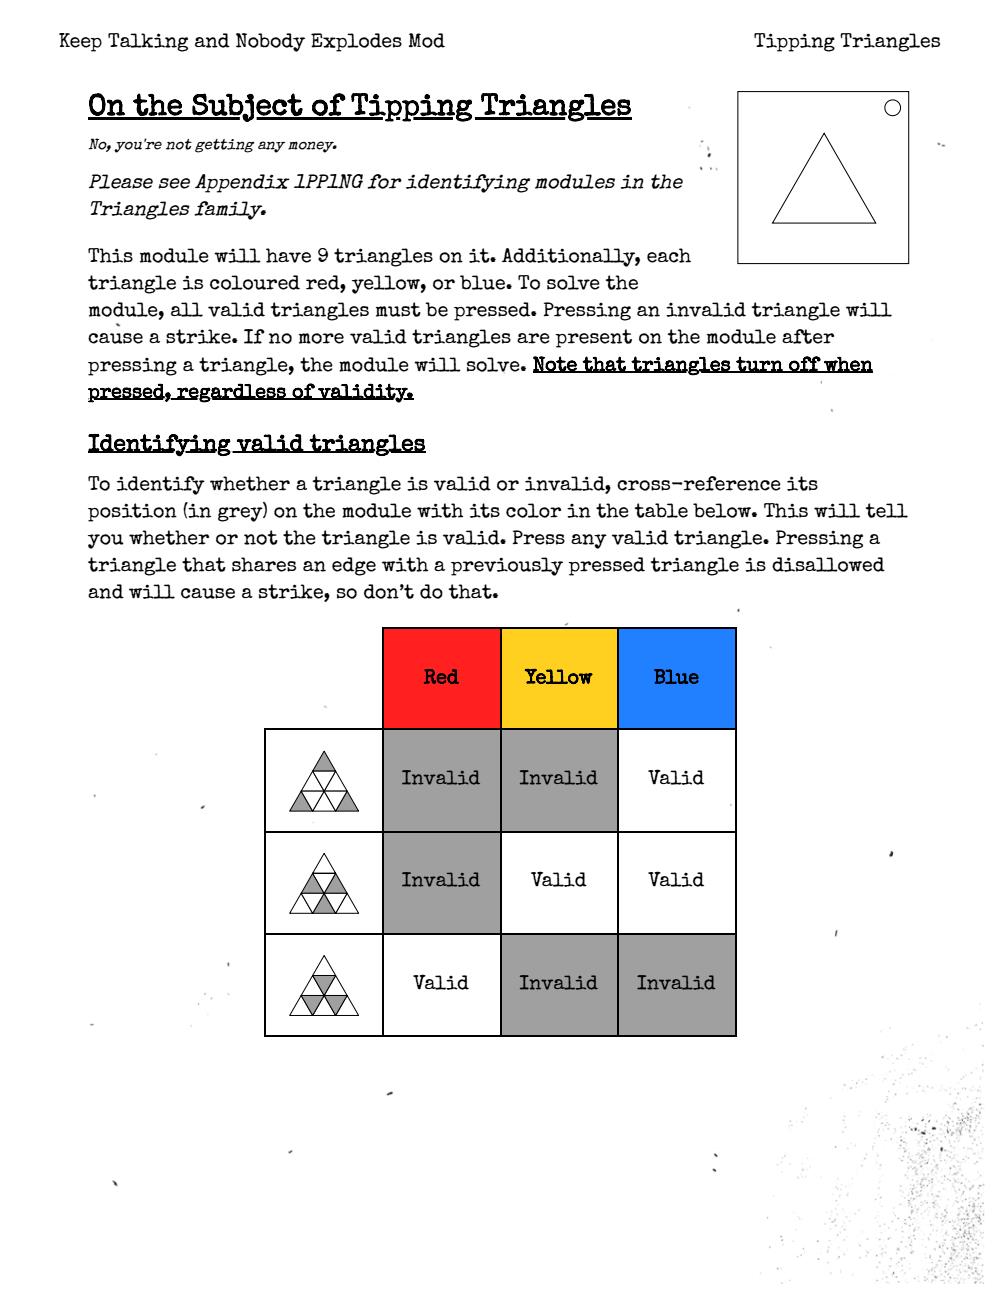 Keep Talking and Nobody Explodes Mod
Tipping Triangles
On the Subject of Tipping Triangles
No, you're not getting any money.
Please see Appendix 1PP1NG for identifying modules in the
Triangles family.
This module will have 9 triangles on it. Additionally, each
triangle is coloured red, yellow, or blue. To solve the
module, all valid triangles must be pressed. Pressing an invalid triangle will
cause a strike. If no more valid triangles are present on the module after
pressing a triangle, the module will solve. Note that triangles turn off when
pressed, regardless of validity.
Identifying valid triangles
To identify whether a triangle is valid or invalid, cross-reference its
position (in grey) on the module with its color in the table below. This will tell
you whether or not the triangle is valid. Press any valid triangle. Pressing a
triangle that shares an edge with a previously pressed triangle is disallowed
and will cause a strike, so don't do that.
Red Yellow Blue
Invalid Invalid Valid
Invalid Valid Valid
Valid Invalid Invalid